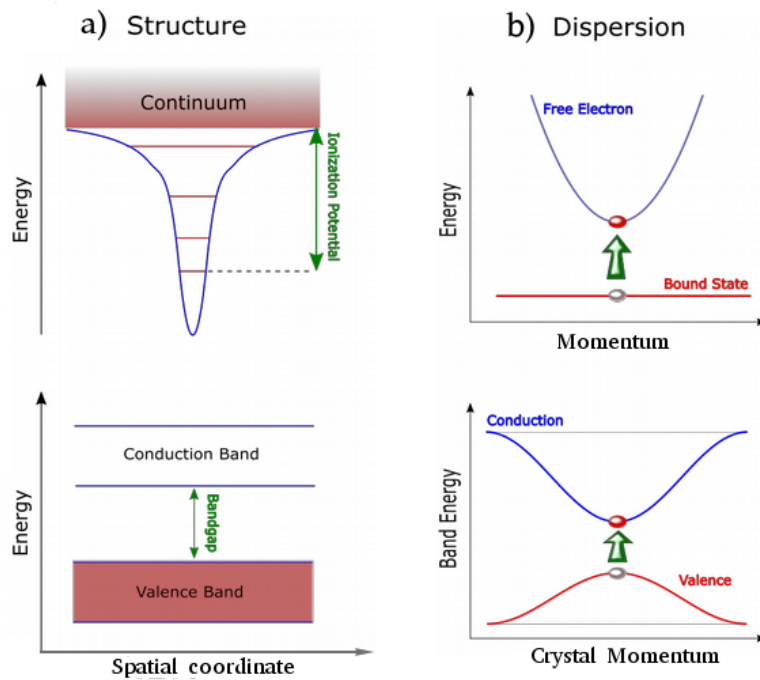 a) Structure
Continuum
Ionization Potential
Energy
Conduction Band
Bandgap
Valence Band
Energy
Spatial coordinate
b) Dispersion
Free Electron
Energy
Bound State
Momentum
Conduction
Band Energy
Valence
Crystal Momentum